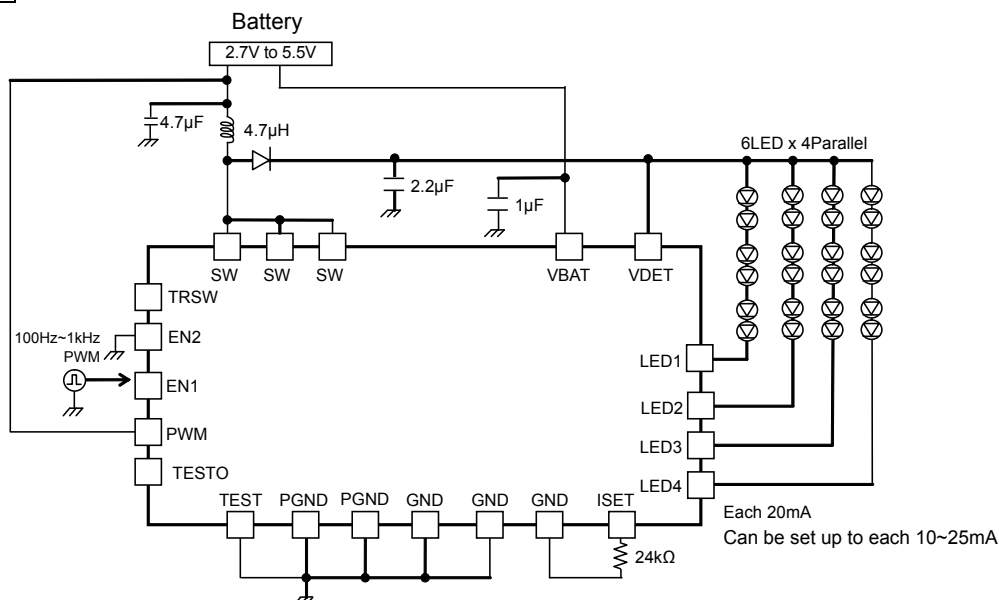 Battery
2.7V to 5.5V
4.7µF
4.7µH
6LED x 4Parallel
2.2µF
1µF
SW
SW
SW
VBAT
VDET
TRSW
100Hz~1kHz
PWM
EN2
EN1
PWM
TESTO
LED1
LED2
LED3
LED4
TEST
PGND
PGND
GND
GND
GND
ISET
Each 20mA
Can be set up to each 10~25mA
24kΩ